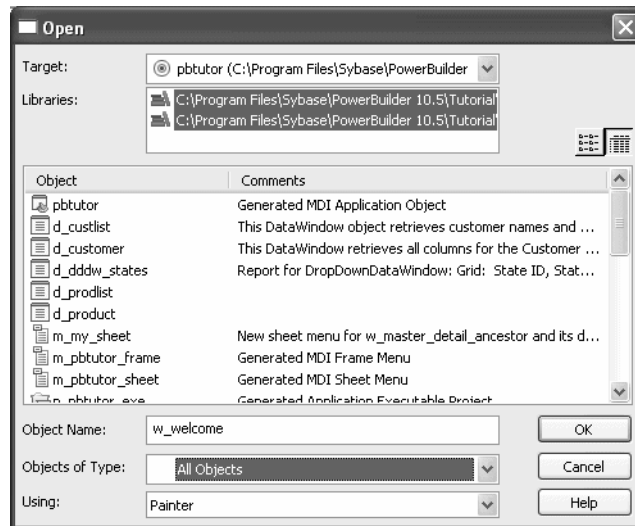 Open
Target:
pbtutor (C:\Program Files\Sybase\PowerBuilder
Libraries:
C:\Program Files\Sybase\PowerBuilder 10.5\Tutorial'
C:\Program Files\Sybase\PowerBuilder 10.5\Tutorial'
Object Comments
pbtutor Generated MDI Application Object
d_custlist This DataWindow object retrieves customer names and ...
d_customer This DataWindow retrieves all columns for the Customer ...
d_dddw_states Report for DropDownDataWindow: Grid: State ID, Stat...
d_prodlist
d_product
m_my_sheet New sheet menu for w_master_detail_ancestor and its d...
m_pbtutor_frame Generated MDI Frame Menu
m_pbtutor_sheet Generated MDI Sheet Menu
p_pbtutor_exe Generated Application Executable Project
Object Name: w_welcome OK
Objects of Type: All Objects Cancel
Using: Painter Help